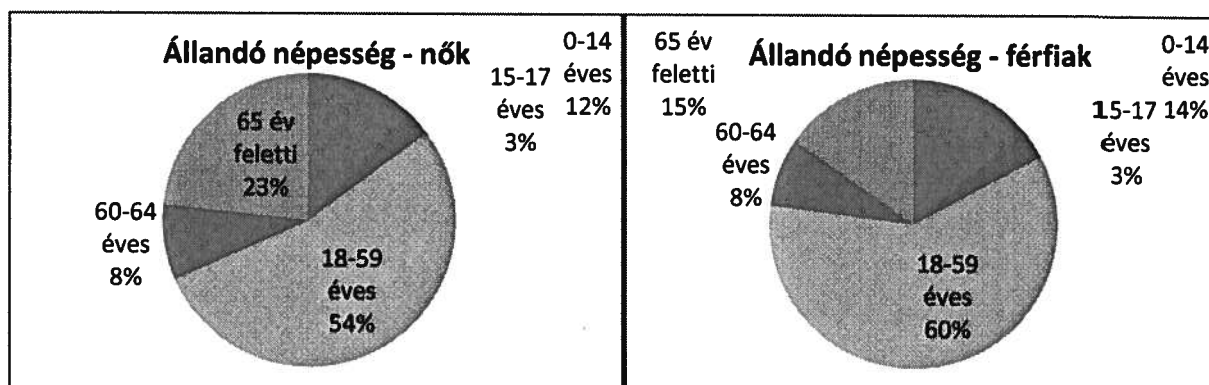 Állandó népesség - nők
0-14
éves
12%
15-17
éves
3%
18-59
éves
54%
60-64
éves
8%
65 év
feletti
23%
Állandó népesség - férfiak
0-14
éves
14%
15-17
éves
3%
18-59
éves
60%
60-64
éves
8%
65 év
feletti
15%